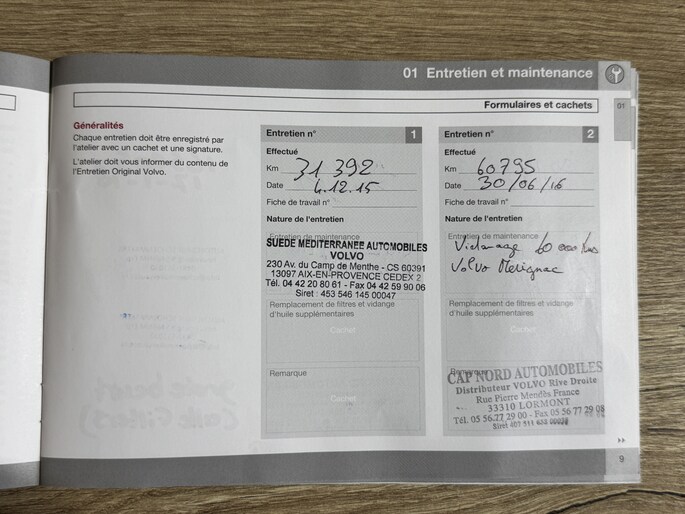 01 Entretien et maintenance
Formulaires et cachets
01
Généralités
Chaque entretien doit être enregistré par
l'atelier avec un cachet et une signature.
L'atelier doit vous informer du contenu de
l'Entretien Original Volvo.
Entretien n° 1
Effectué
Km 31 392
Date 4.12.15
Fiche de travail n°
Nature de l'entretien
Entretien de maintenance
SUEDE MEDITERRANEE AUTOMOBILES
VOLVO
230 Av. du Camp de Menthe - CS 60391
13097 AIX-EN-PROVENCE CEDEX 2
Tél. 04 42 20 80 61 - Fax 04 42 59 90 06
Siret : 453 546 145 00047
Remplacement de filtres et vidange
d'huile supplémentaires
Cachet
Remarque
Cachet
Entretien n° 2
Effectué
Km 60795
Date 30/06/16
Fiche de travail n°
Nature de l'entretien
Entretien de maintenance
Vidange 60 000 kms
Volvo Merignac
Remplacement de filtres et vidange
d'huile supplémentaires
Cachet
Remarque
CAP NORD AUTOMOBILES
Distributeur VOLVO Rive Droite
Rue Pierre Mendès France
33310 LORMONT
Tél. 05 56 77 29 00 - Fax 05 56 77 29 08
Siret 407 911 650 00038
9